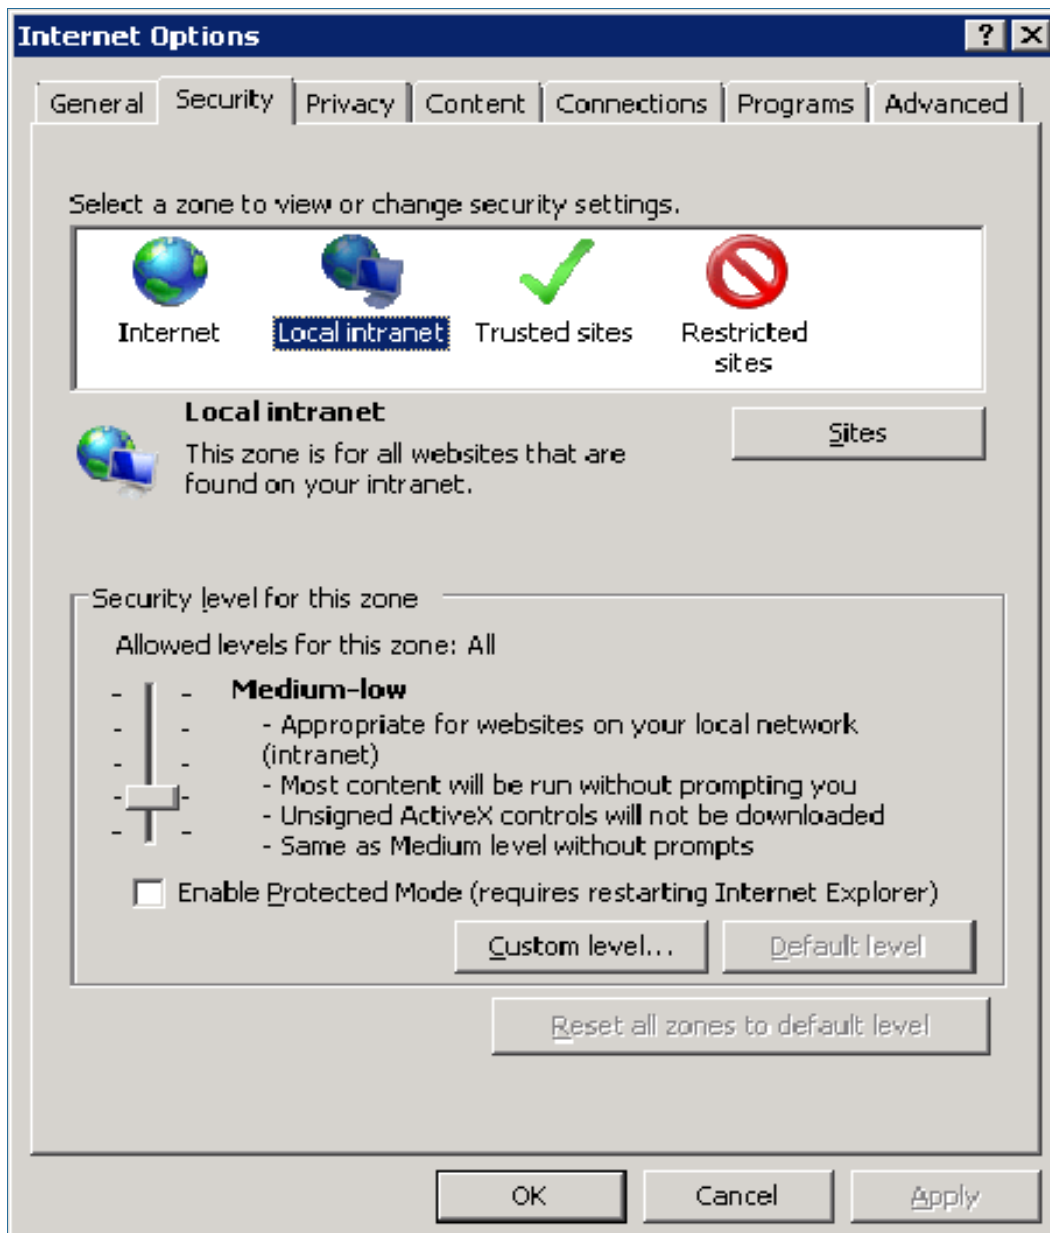 Internet Options
General Security Privacy Content Connections Programs Advanced
Select a zone to view or change security settings.
Internet Local intranet Trusted sites Restricted
sites
Local intranet
Sites
This zone is for all websites that are
found on your intranet.
Security level for this zone
Allowed levels for this zone: All
Medium-low
- Appropriate for websites on your local network
(intranet)
- Most content will be run without prompting you
- Unsigned ActiveX controls will not be downloaded
- Same as Medium level without prompts
Enable Protected Mode (requires restarting Internet Explorer)
Custom level... Default level
Reset all zones to default level
OK Cancel Apply